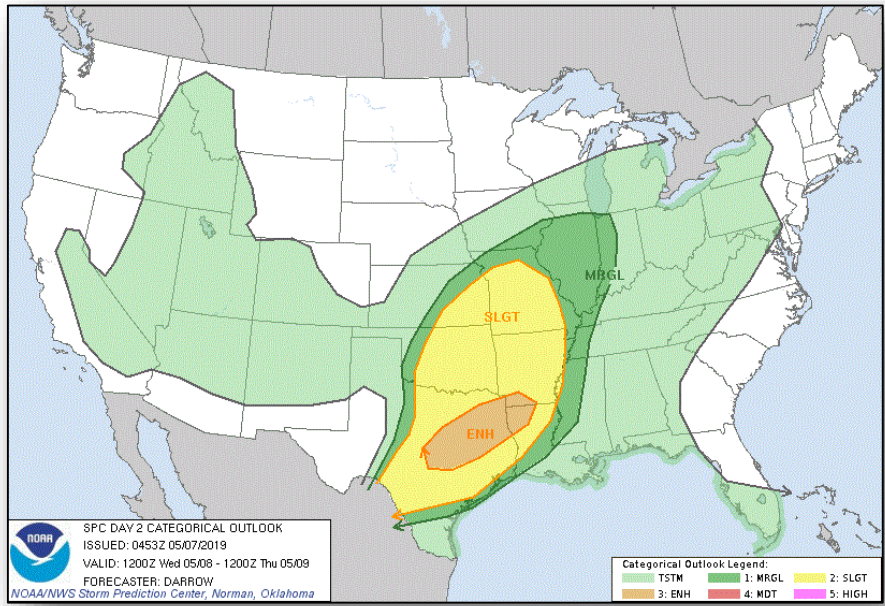 MRGL
SLGT
ENH
NOAA
SPC DAY 2 CATEGORICAL OUTLOOK
ISSUED: 0453Z 05/07/2019
VALID: 1200Z Wed 05/08 - 1200Z Thu 05/09
FORECASTER: DARROW
NOAA/NWS Storm Prediction Center, Norman, Oklahoma
Categorical Outlook Legend:
TSTM 1: MRGL 2: SLGT
3: ENH 4: MDT 5: HIGH